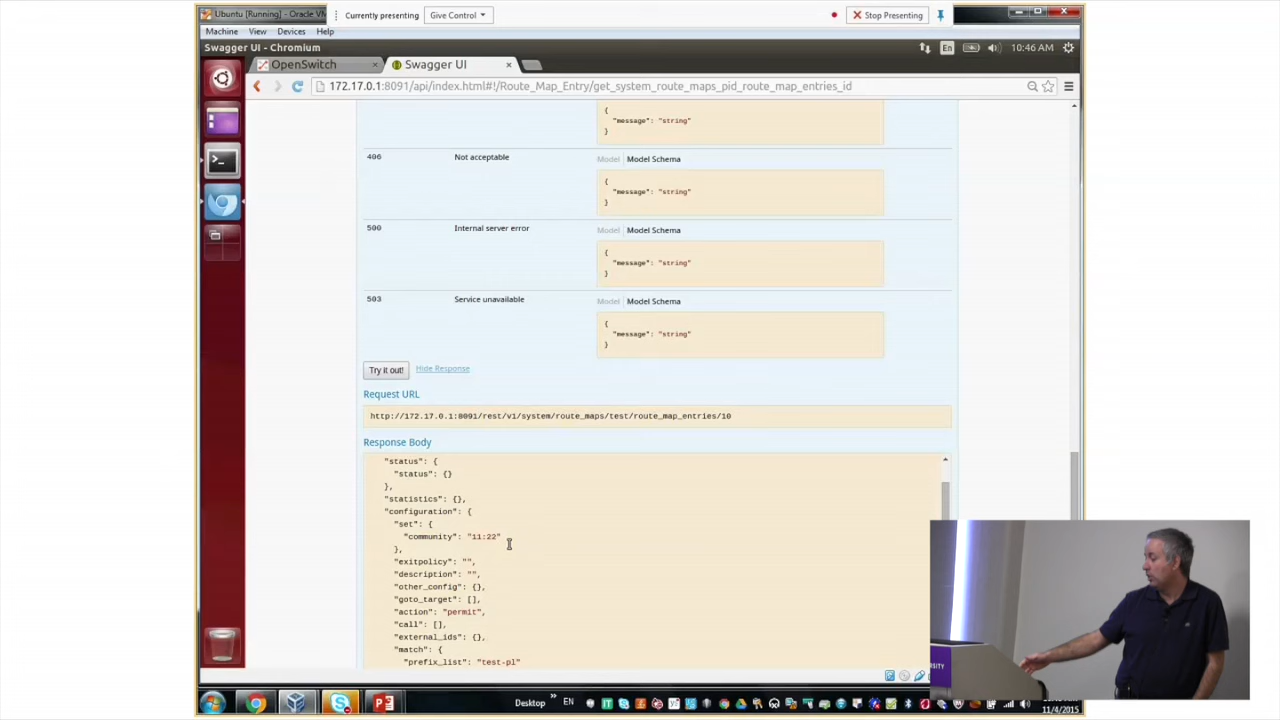 Ubuntu [Running] - Oracle VM
Currently presenting
Give Control
Stop Presenting
Machine View Devices Help
Swagger UI - Chromium
En
10:46 AM
OpenSwitch
Swagger UI
172.17.0.1:8091/api/index.html#!/Route_Map_Entry/get_system_route_maps_pid_route_map_entries_id
{
"message": "string"
}
406 Not acceptable Model Model Schema
{
"message": "string"
}
500 Internal server error Model Model Schema
{
"message": "string"
}
503 Service unavailable Model Model Schema
{
"message": "string"
}
Try it out! Hide Response
Request URL
http://172.17.0.1:8091/rest/v1/system/route_maps/test/route_map_entries/10
Response Body
"status": {
"status": {}
},
"statistics": {},
"configuration": {
"set": {
"community": "11:22"
},
"exitpolicy": "",
"description": "",
"other_config": {},
"goto_target": [],
"action": "permit",
"call": [],
"external_ids": {},
"match": {
"prefix_list": "test-pl"
ERSITY
Desktop
EN
11/4/2015